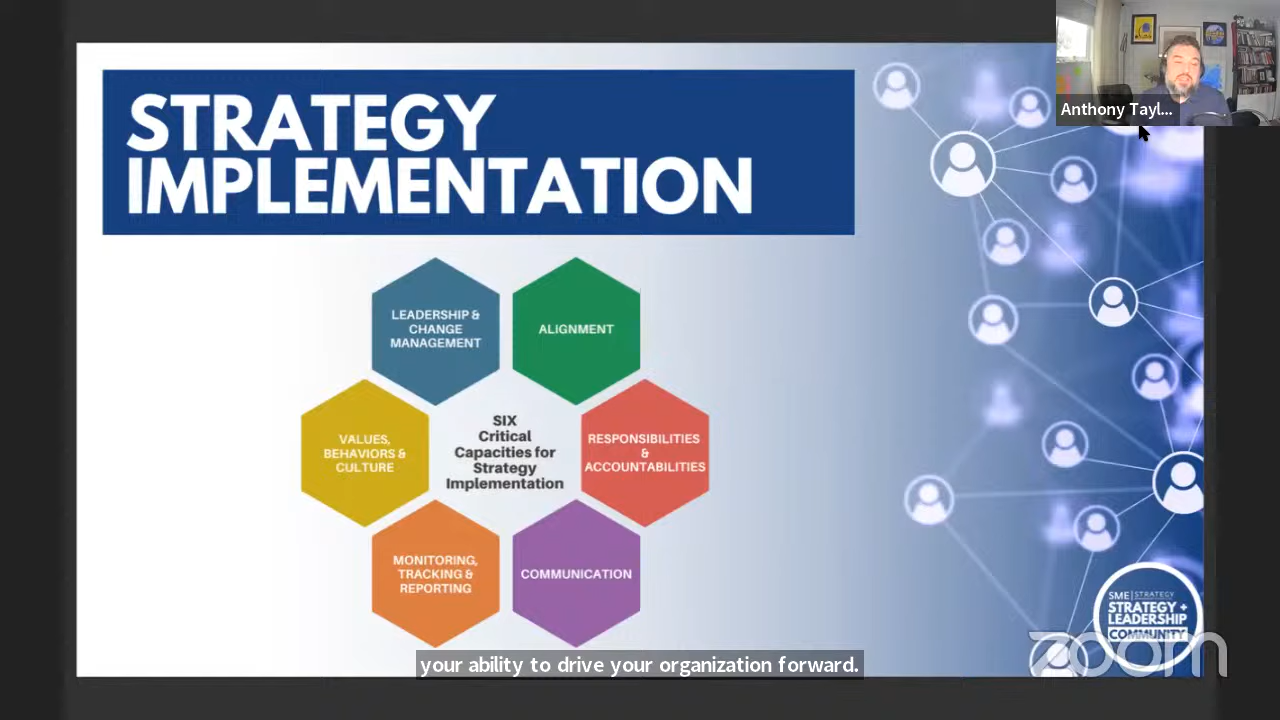 Anthony Tayl...
STRATEGY
IMPLEMENTATION
LEADERSHIP &
CHANGE
MANAGEMENT
ALIGNMENT
VALUES,
BEHAVIORS &
CULTURE
SIX
Critical
Capacities for
Strategy
Implementation
RESPONSIBILITIES
&
ACCOUNTABILITIES
MONITORING,
TRACKING &
REPORTING
COMMUNICATION
SME | STRATEGY
STRATEGY +
LEADERSHIP
COMMUNITY
zoom
your ability to drive your organization forward.